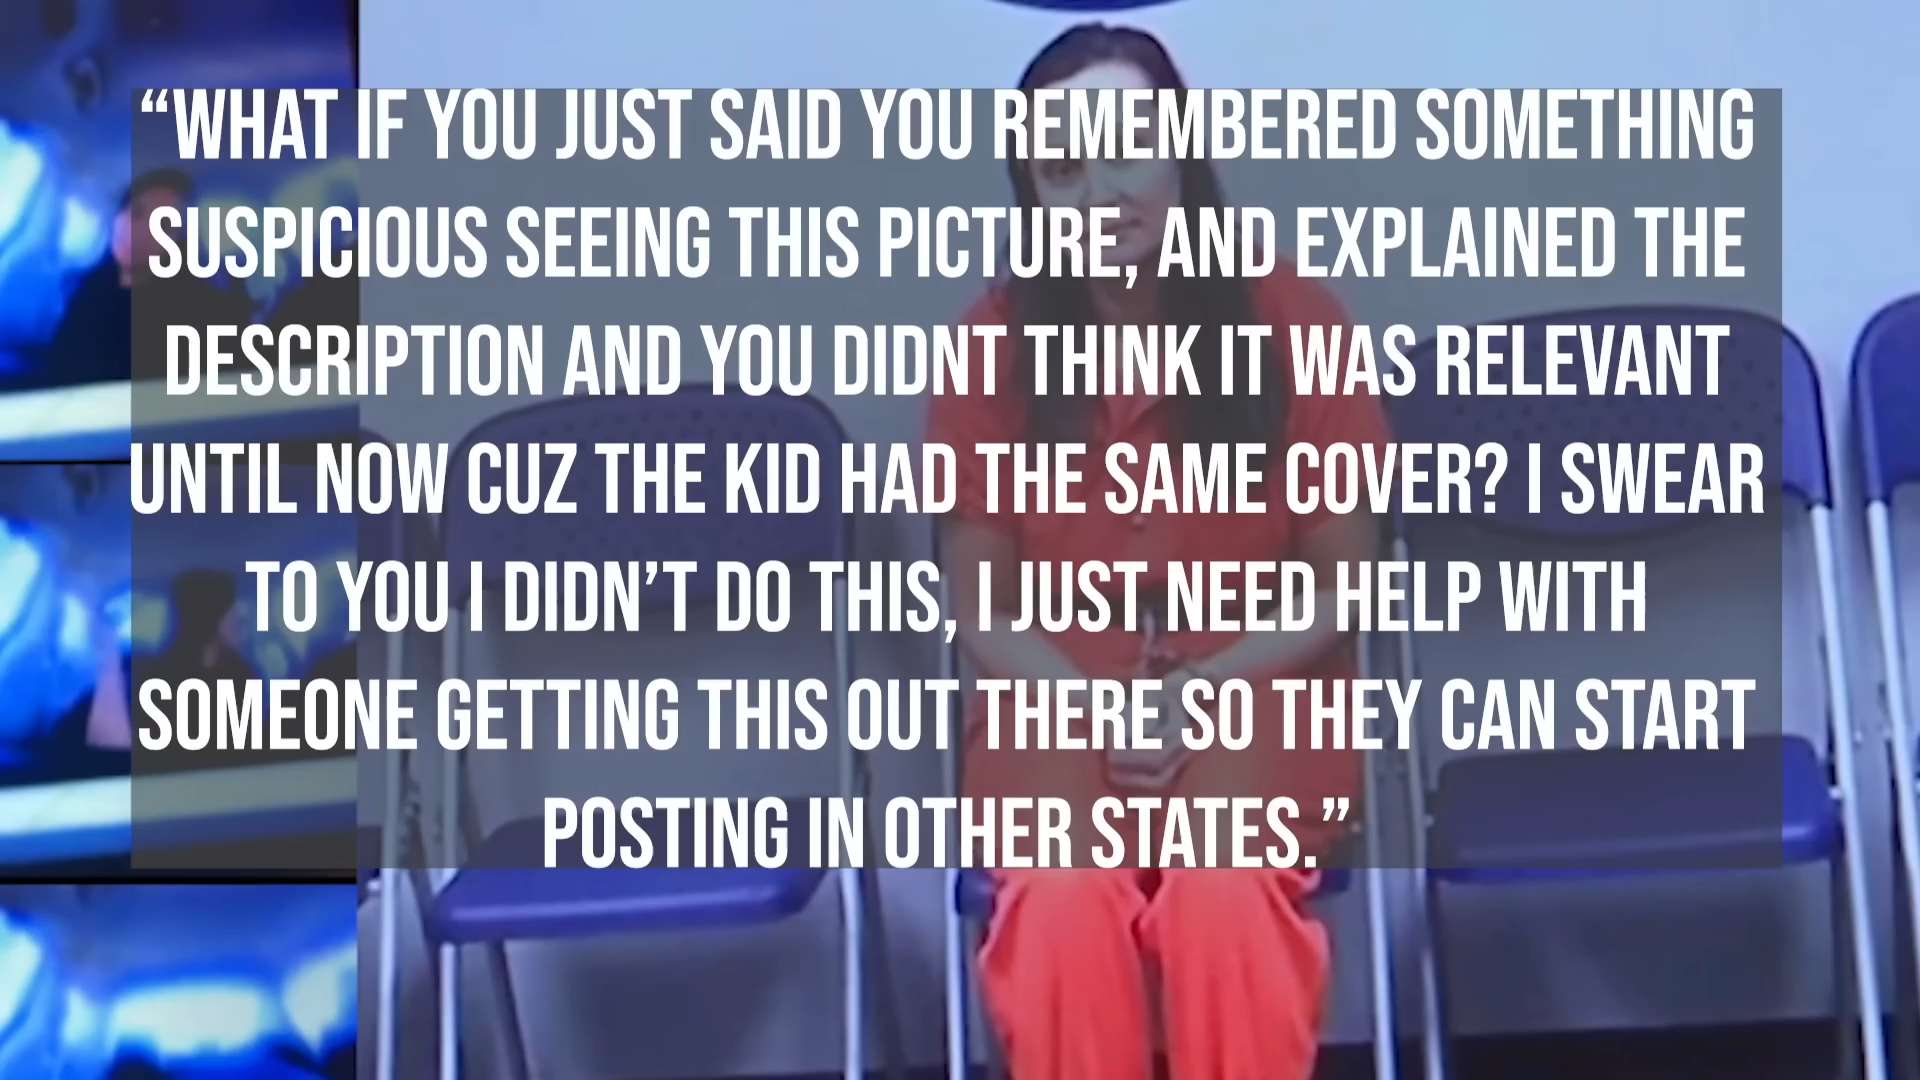 “WHAT IF YOU JUST SAID YOU REMEMBERED SOMETHING
SUSPICIOUS SEEING THIS PICTURE, AND EXPLAINED THE
DESCRIPTION AND YOU DIDNT THINK IT WAS RELEVANT
UNTIL NOW CUZ THE KID HAD THE SAME COVER? I SWEAR
TO YOU I DIDN’T DO THIS, I JUST NEED HELP WITH
SOMEONE GETTING THIS OUT THERE SO THEY CAN START
POSTING IN OTHER STATES.”